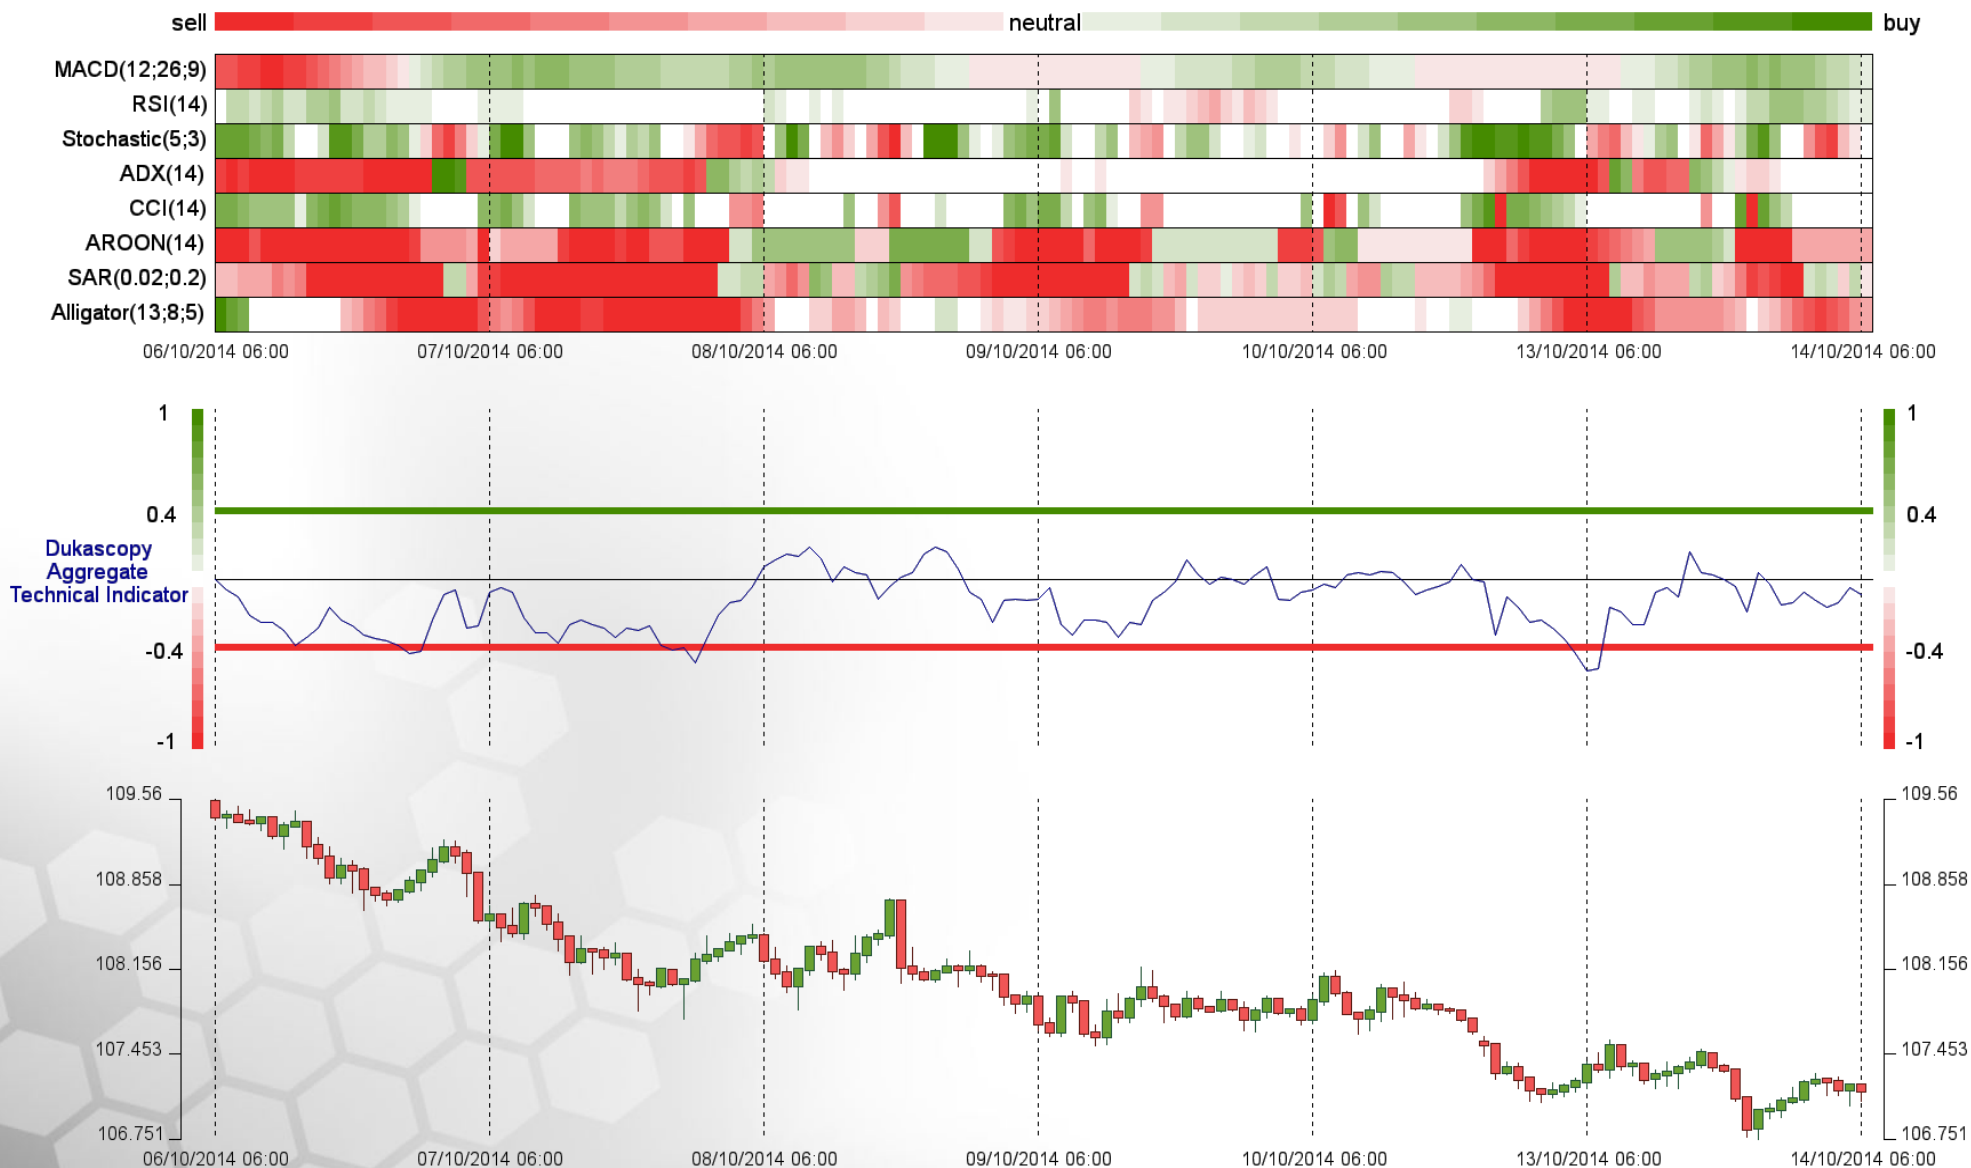 sell neutral buy
MACD(12;26;9)
RSI(14)
Stochastic(5;3)
ADX(14)
CCI(14)
AROON(14)
SAR(0.02;0.2)
Alligator(13;8;5)
06/10/2014 06:00 07/10/2014 06:00 08/10/2014 06:00 09/10/2014 06:00 10/10/2014 06:00 13/10/2014 06:00 14/10/2014 06:00
1 1
0.4 0.4
Dukascopy
Aggregate
Technical Indicator
-0.4 -0.4
-1 -1
109.56 109.56
108.858 108.858
108.156 108.156
107.453 107.453
106.751 106.751
06/10/2014 06:00 07/10/2014 06:00 08/10/2014 06:00 09/10/2014 06:00 10/10/2014 06:00 13/10/2014 06:00 14/10/2014 06:00